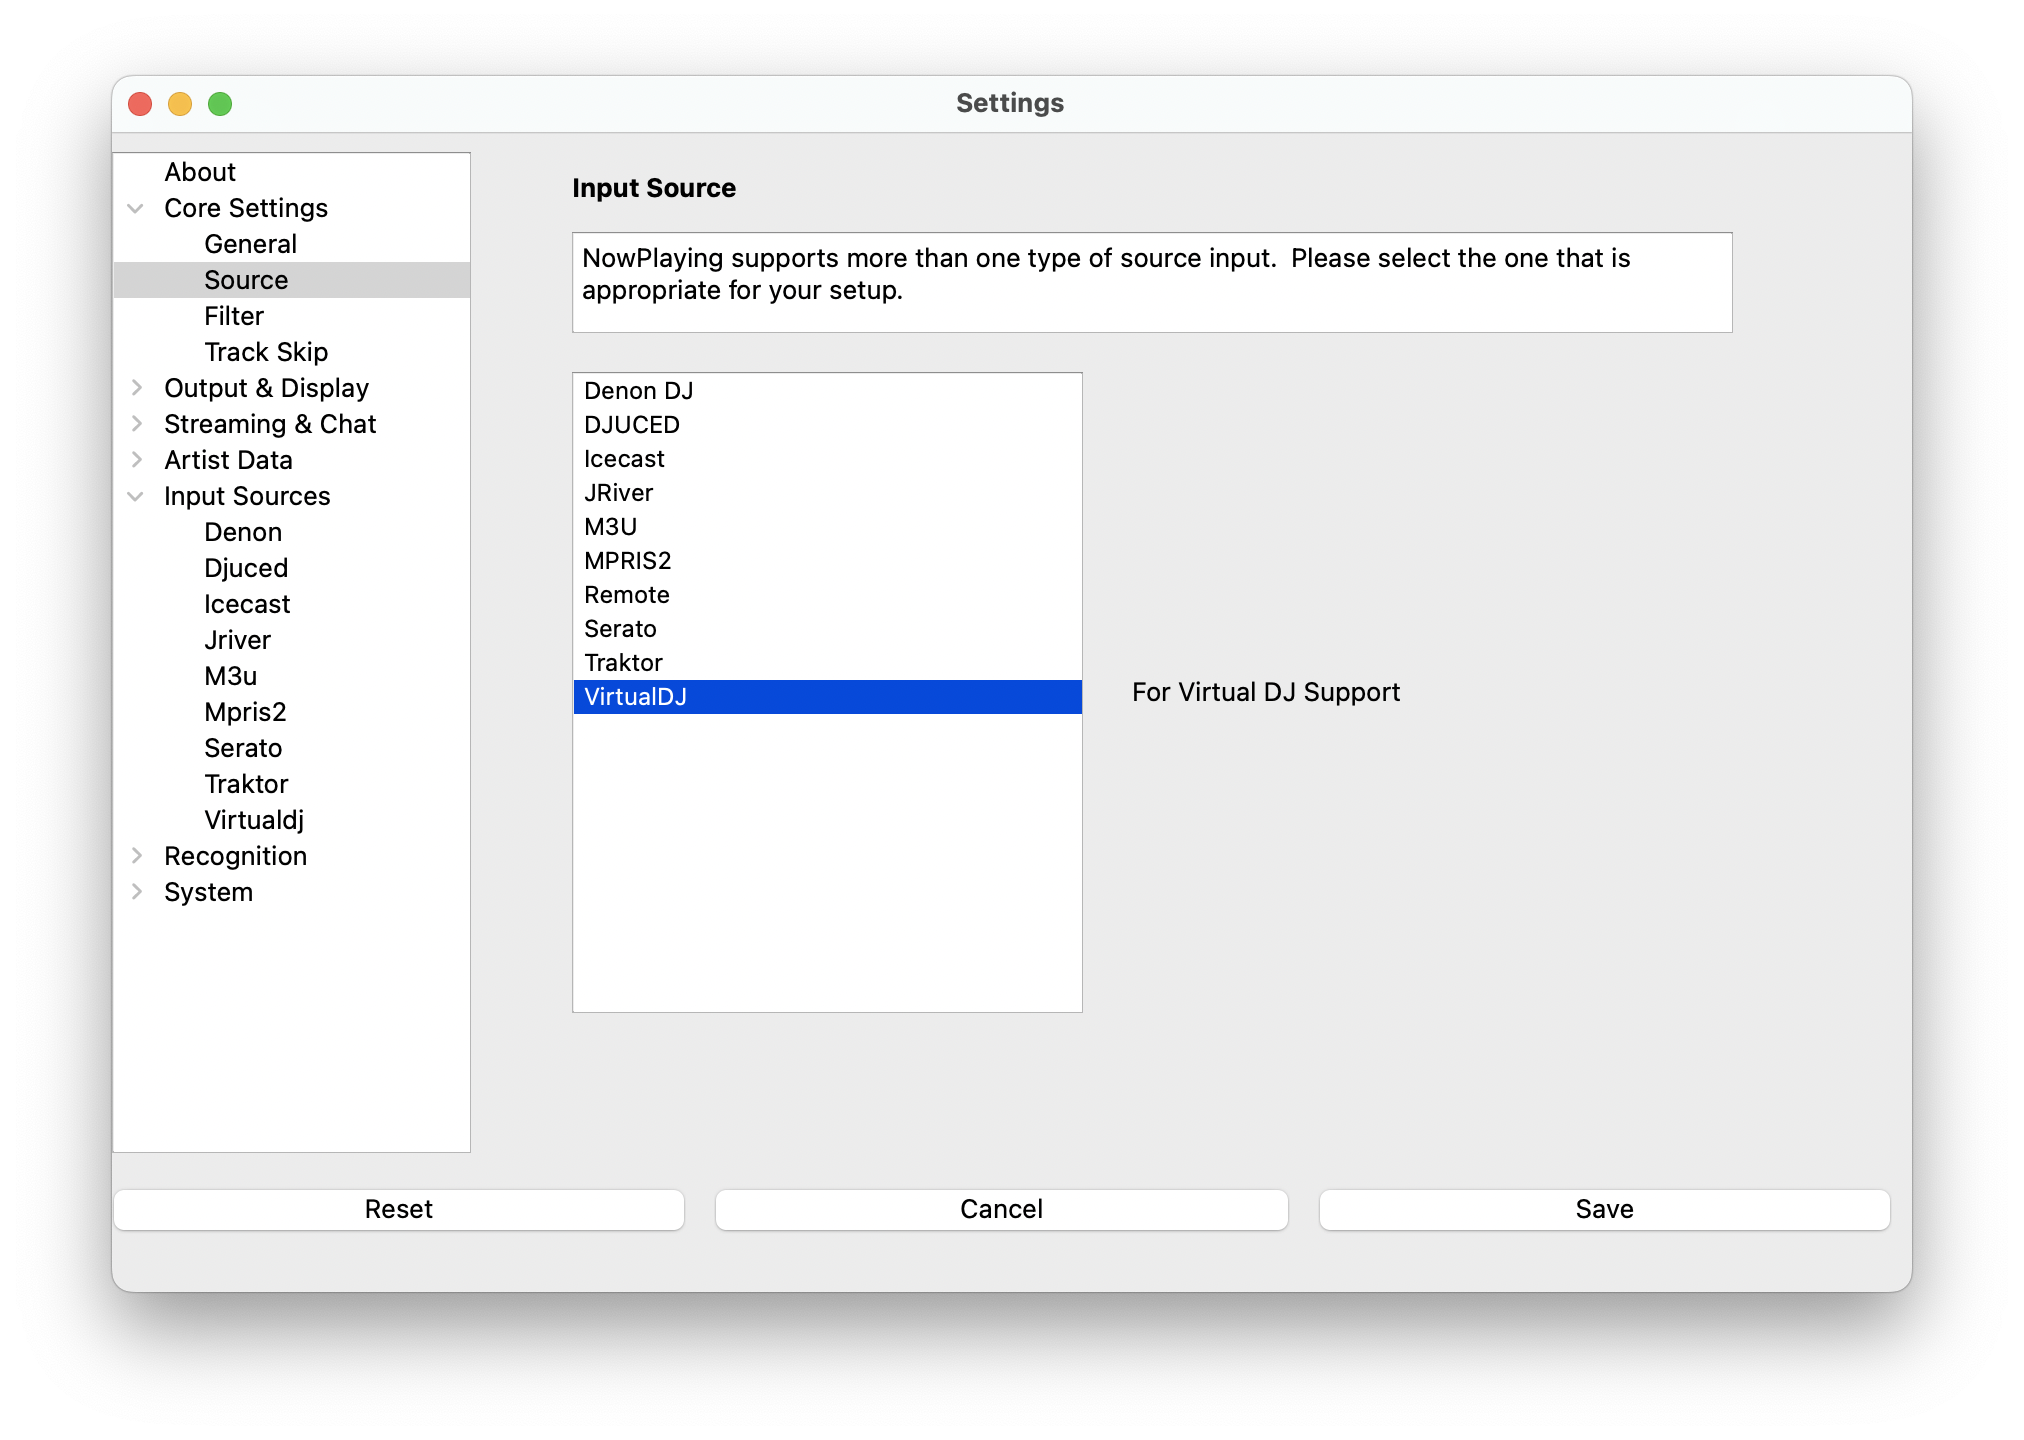 Settings
About
Core Settings
General
Source
Filter
Track Skip
Output & Display
Streaming & Chat
Artist Data
Input Sources
Denon
Djuced
Icecast
Jriver
M3u
Mpris2
Serato
Traktor
Virtualdj
Recognition
System
Input Source
NowPlaying supports more than one type of source input.  Please select the one that is
appropriate for your setup.
Denon DJ
DJUCED
Icecast
JRiver
M3U
MPRIS2
Remote
Serato
Traktor
VirtualDJ
For Virtual DJ Support
Reset
Cancel
Save